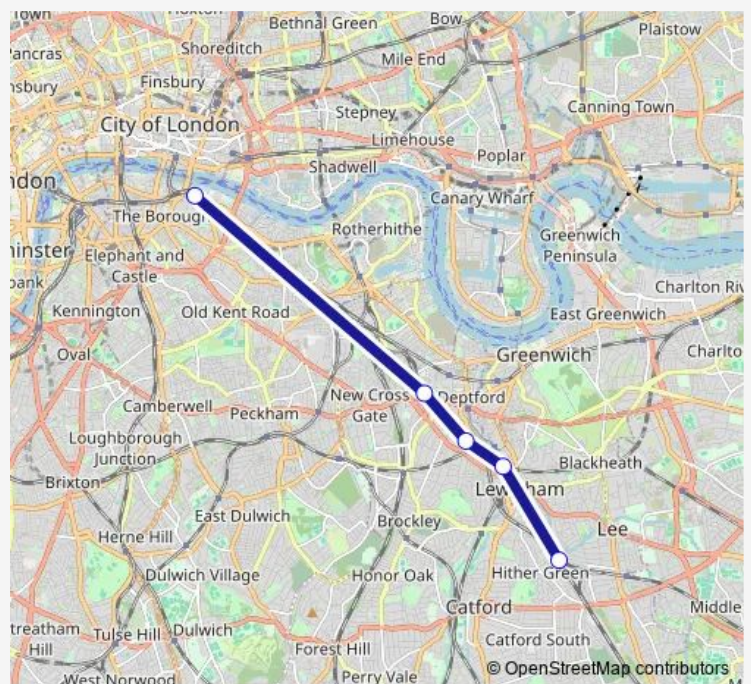 Town
Hoxton
Bethnal Green
Bow
Plaistow
Pancras
Shoreditch
Mile End
nsbury
Finsbury
Stepney
Canning Town
City of London
Limehouse
Poplar
Shadwell
ndon
Canary Wharf
The Borough
Rotherhithe
minster
Greenwich
Peninsula
Elephant and
Castle
bank
Charlton Riv
Kennington
Old Kent Road
East Greenwich
Oval
Greenwich
Charlto
New Cross
Gate
Deptford
Camberwell
Peckham
Loughborough
Junction
Blackheath
Brixton
Lewisham
East Dulwich
Brockley
Lee
Herne Hill
Dulwich Village
Honor Oak
Hither Green
Catford
Middle
treatham
Hill
Tulse Hill
Dulwich
Catford South
Forest Hill
West Norwood
Perry Vale
© OpenStreetMap contributors